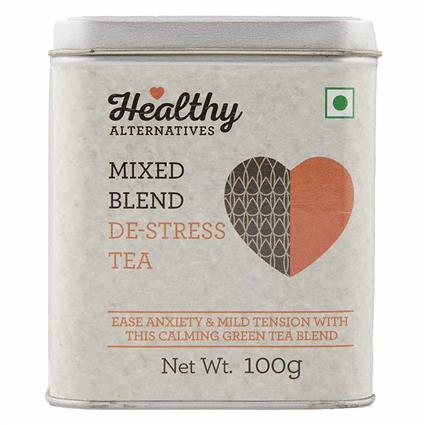 Healthy
ALTERNATIVES
MIXED
BLEND
DE-STRESS
TEA
EASE ANXIETY & MILD TENSION WITH
THIS CALMING GREEN TEA BLEND
Net Wt. 100g